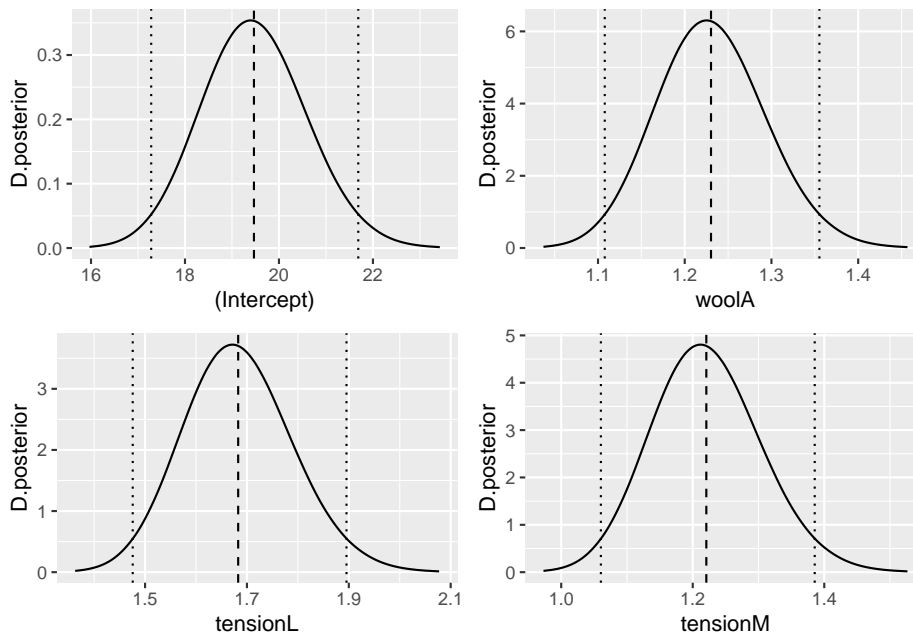 D.posterior
0.3
0.2
0.1
0.0
16 18 20 22
(Intercept)
D.posterior
6
4
2
0
1.1 1.2 1.3 1.4
woolA
D.posterior
3
2
1
0
1.5 1.7 1.9 2.1
tensionL
D.posterior
5
4
3
2
1
0
1.0 1.2 1.4
tensionM